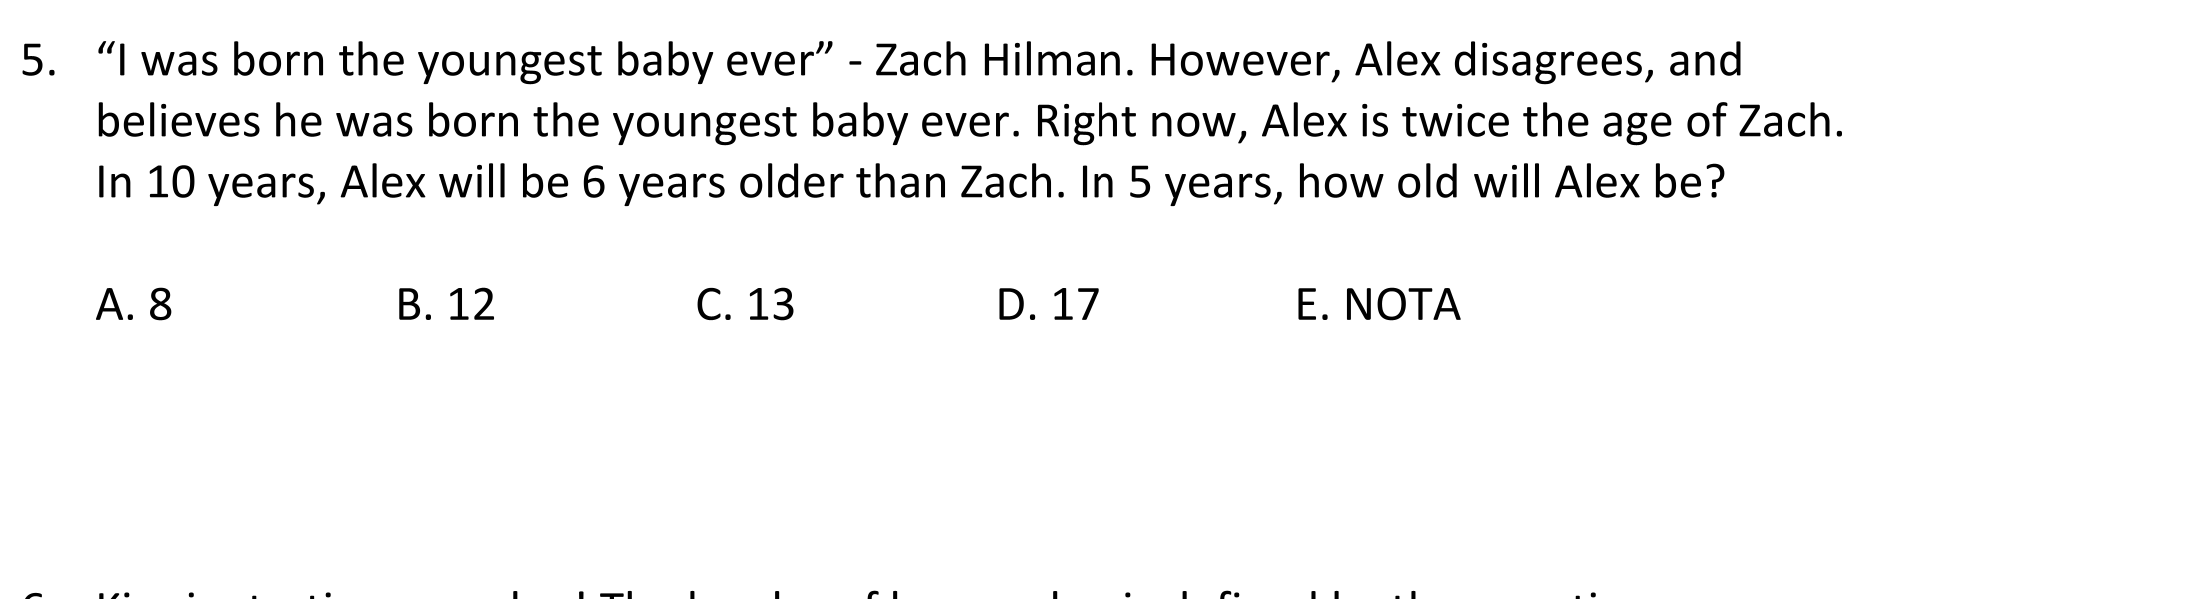 5. “I was born the youngest baby ever” - Zach Hilman. However, Alex disagrees, and
believes he was born the youngest baby ever. Right now, Alex is twice the age of Zach.
In 10 years, Alex will be 6 years older than Zach. In 5 years, how old will Alex be?
A. 8 B. 12 C. 13 D. 17 E. NOTA